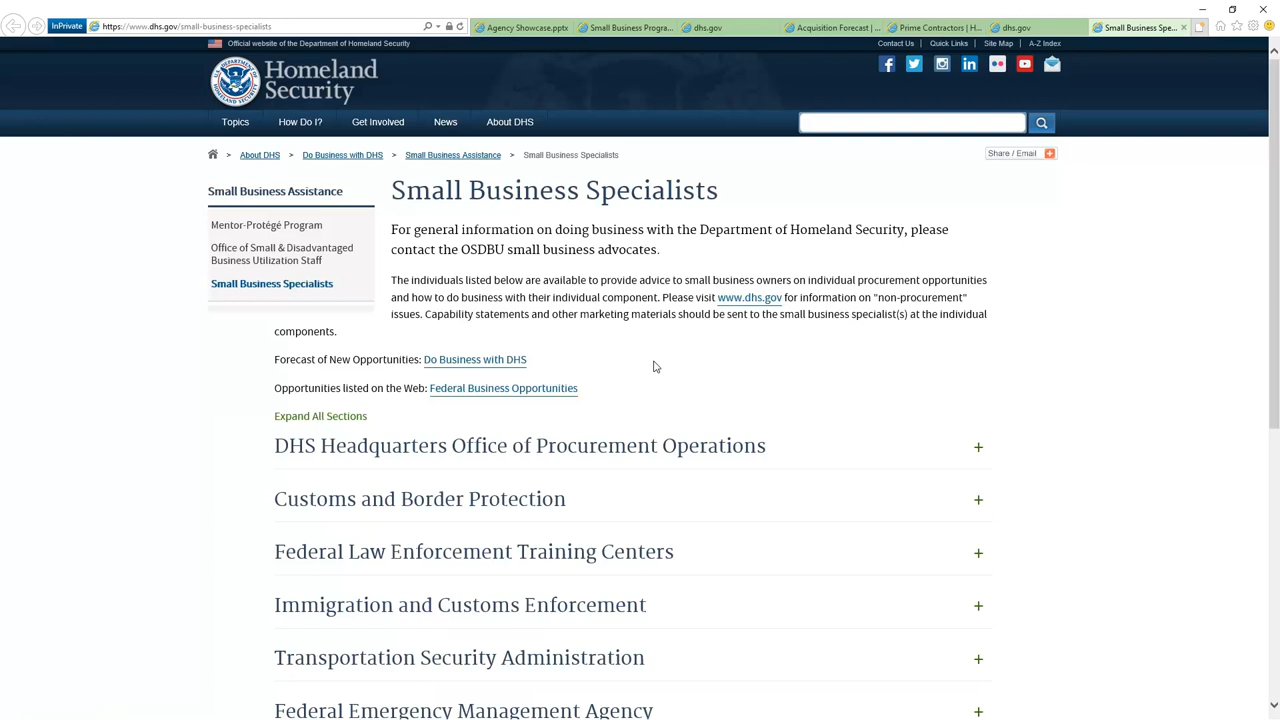 InPrivate
https://www.dhs.gov/small-business-specialists
Agency Showcase.pptx
Small Business Progra...
dhs.gov
Acquisition Forecast | ...
Prime Contractors | H...
dhs.gov
Small Business Spe...
Official website of the Department of Homeland Security
Contact Us
Quick Links
Site Map
A-Z Index
Homeland
Security
Topics
How Do I?
Get Involved
News
About DHS
> About DHS > Do Business with DHS > Small Business Assistance > Small Business Specialists
Share / Email
Small Business Assistance
Mentor-Protégé Program
Office of Small & Disadvantaged
Business Utilization Staff
Small Business Specialists
Small Business Specialists
For general information on doing business with the Department of Homeland Security, please
contact the OSDBU small business advocates.
The individuals listed below are available to provide advice to small business owners on individual procurement opportunities
and how to do business with their individual component. Please visit www.dhs.gov for information on "non-procurement"
issues. Capability statements and other marketing materials should be sent to the small business specialist(s) at the individual
components.
Forecast of New Opportunities: Do Business with DHS
Opportunities listed on the Web: Federal Business Opportunities
Expand All Sections
DHS Headquarters Office of Procurement Operations +
Customs and Border Protection +
Federal Law Enforcement Training Centers +
Immigration and Customs Enforcement +
Transportation Security Administration +
Federal Emergency Management Agency +